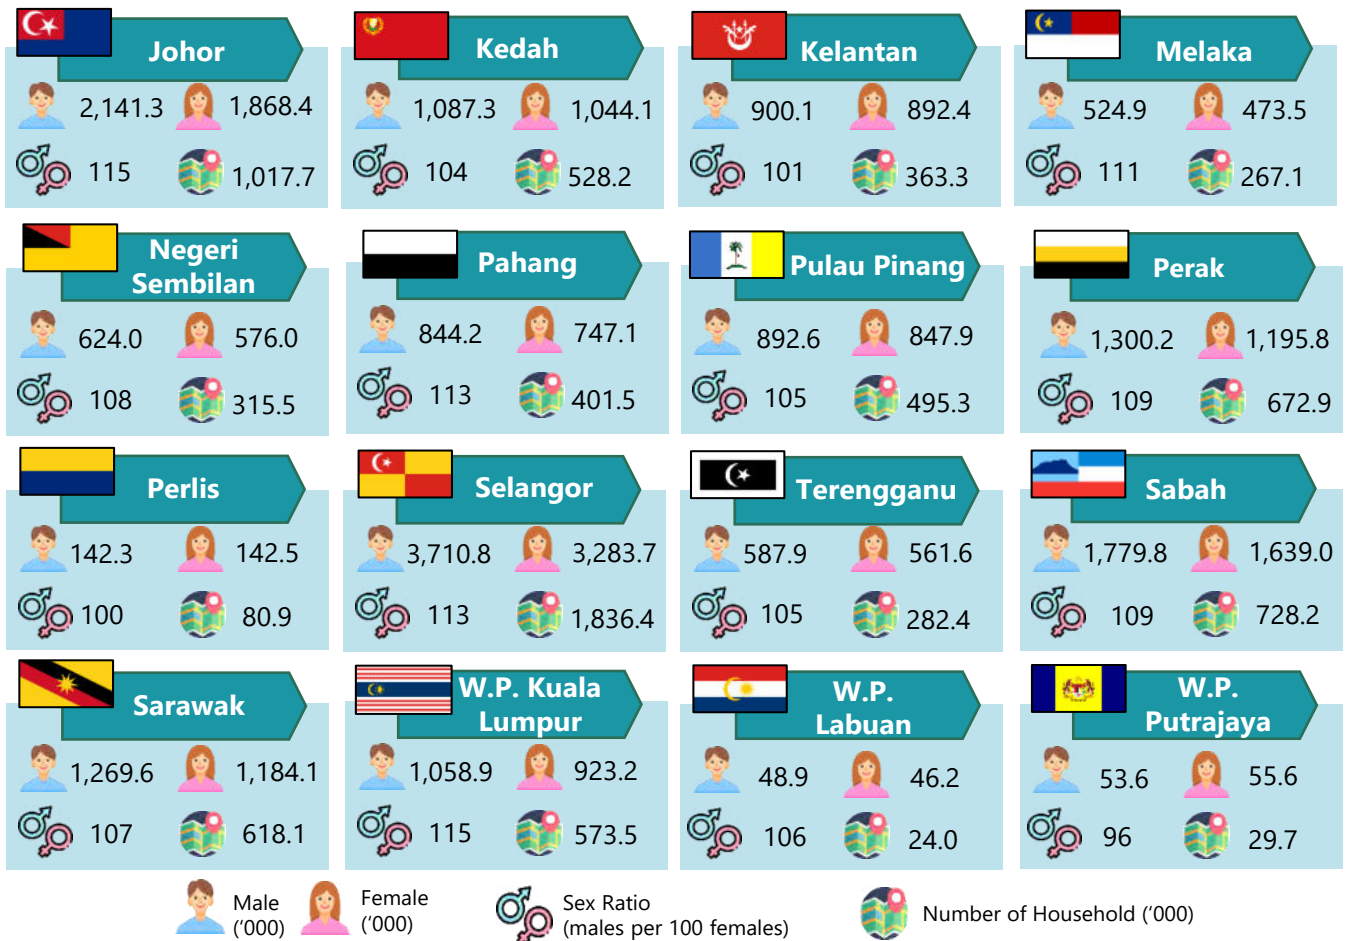 Johor
2,141.3
1,868.4
115
1,017.7
Kedah
1,087.3
1,044.1
104
528.2
Kelantan
900.1
892.4
101
363.3
Melaka
524.9
473.5
111
267.1
Negeri
Sembilan
624.0
576.0
108
315.5
Pahang
844.2
747.1
113
401.5
Pulau Pinang
892.6
847.9
105
495.3
Perak
1,300.2
1,195.8
109
672.9
Perlis
142.3
142.5
100
80.9
Selangor
3,710.8
3,283.7
113
1,836.4
Terengganu
587.9
561.6
105
282.4
Sabah
1,779.8
1,639.0
109
728.2
Sarawak
1,269.6
1,184.1
107
618.1
W.P. Kuala
Lumpur
1,058.9
923.2
115
573.5
W.P.
Labuan
48.9
46.2
106
24.0
W.P.
Putrajaya
53.6
55.6
96
29.7
Male
(‘000)
Female
(‘000)
Sex Ratio
(males per 100 females)
Number of Household (‘000)